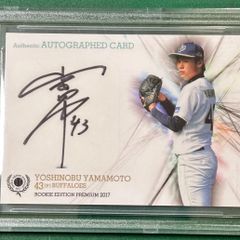 Authentic AUTOGRAPHED CARD
43
YOSHINOBU YAMAMOTO
43 [P] BUFFALOES
ROOKIE EDITION PREMIUM 2017